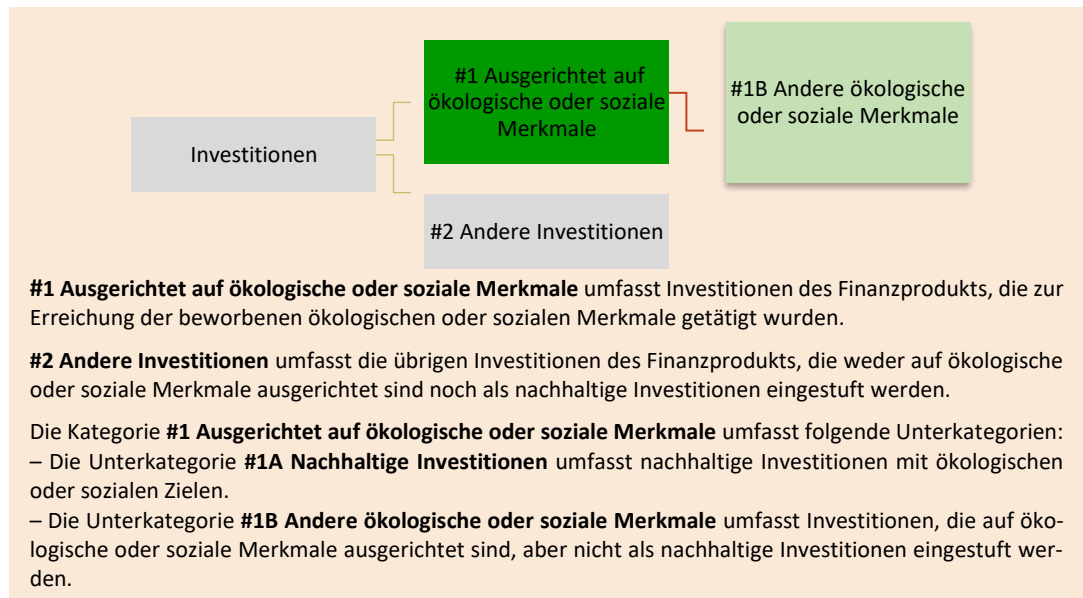 #1 Ausgerichtet auf
ökologische oder soziale
Merkmale
#1B Andere ökologische
oder soziale Merkmale
Investitionen
#2 Andere Investitionen
#1 Ausgerichtet auf ökologische oder soziale Merkmale umfasst Investitionen des Finanzprodukts, die zur
Erreichung der beworbenen ökologischen oder sozialen Merkmale getätigt wurden.
#2 Andere Investitionen umfasst die übrigen Investitionen des Finanzprodukts, die weder auf ökologische
oder soziale Merkmale ausgerichtet sind noch als nachhaltige Investitionen eingestuft werden.
Die Kategorie #1 Ausgerichtet auf ökologische oder soziale Merkmale umfasst folgende Unterkategorien:
– Die Unterkategorie #1A Nachhaltige Investitionen umfasst nachhaltige Investitionen mit ökologischen
oder sozialen Zielen.
– Die Unterkategorie #1B Andere ökologische oder soziale Merkmale umfasst Investitionen, die auf öko-
logische oder soziale Merkmale ausgerichtet sind, aber nicht als nachhaltige Investitionen eingestuft wer-
den.